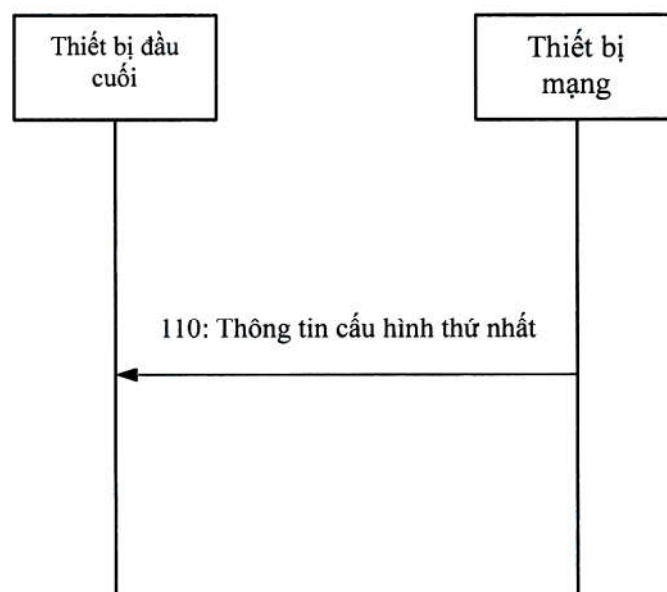 Thiết bị đầu
cuối
Thiết bị
mạng
110: Thông tin cấu hình thứ nhất